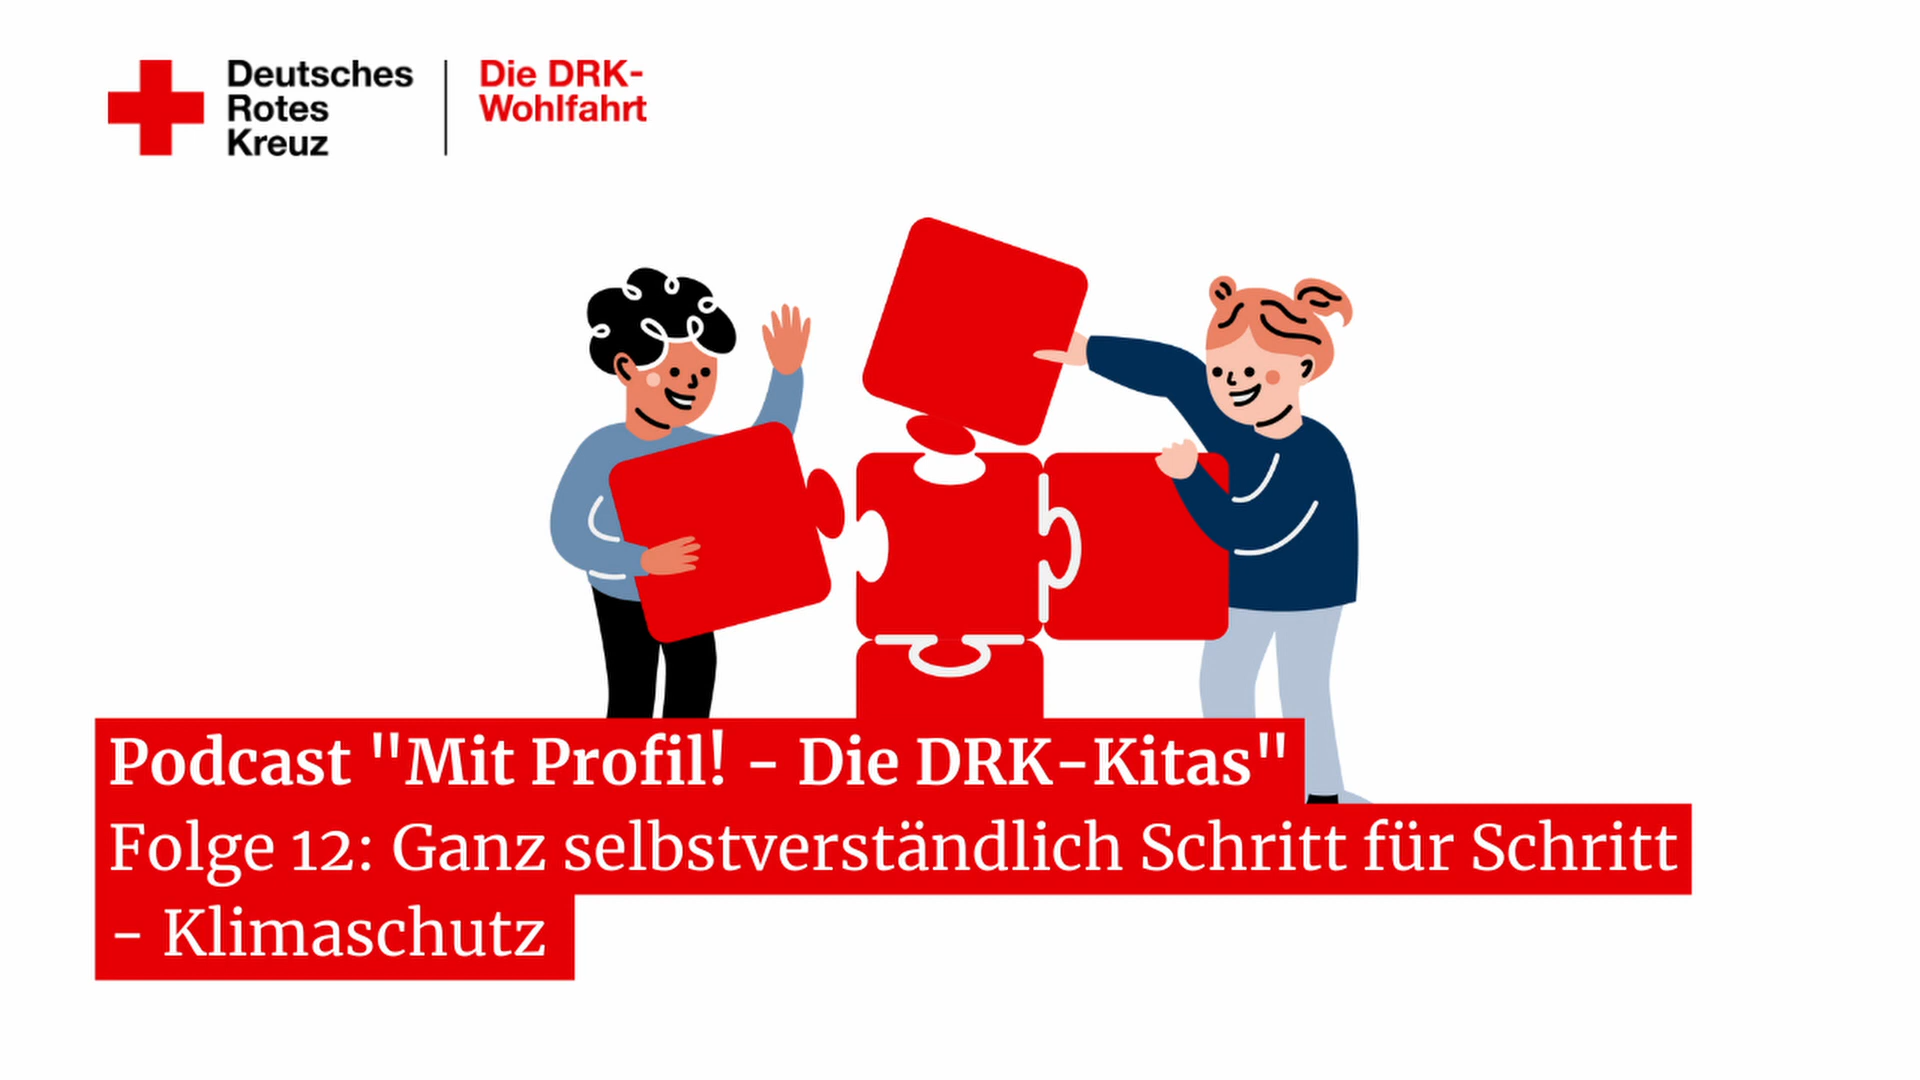 Deutsches
Rotes
Kreuz
Die DRK-
Wohlfahrt
Podcast "Mit Profil! - Die DRK-Kitas"
Folge 12: Ganz selbstverständlich Schritt für Schritt
- Klimaschutz